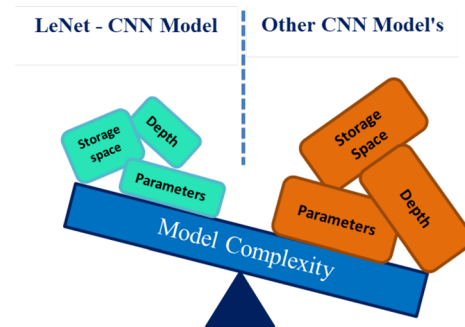 LeNet - CNN Model
Other CNN Model's
Storage
space
Depth
Parameters
Storage
Space
Depth
Parameters
Model Complexity